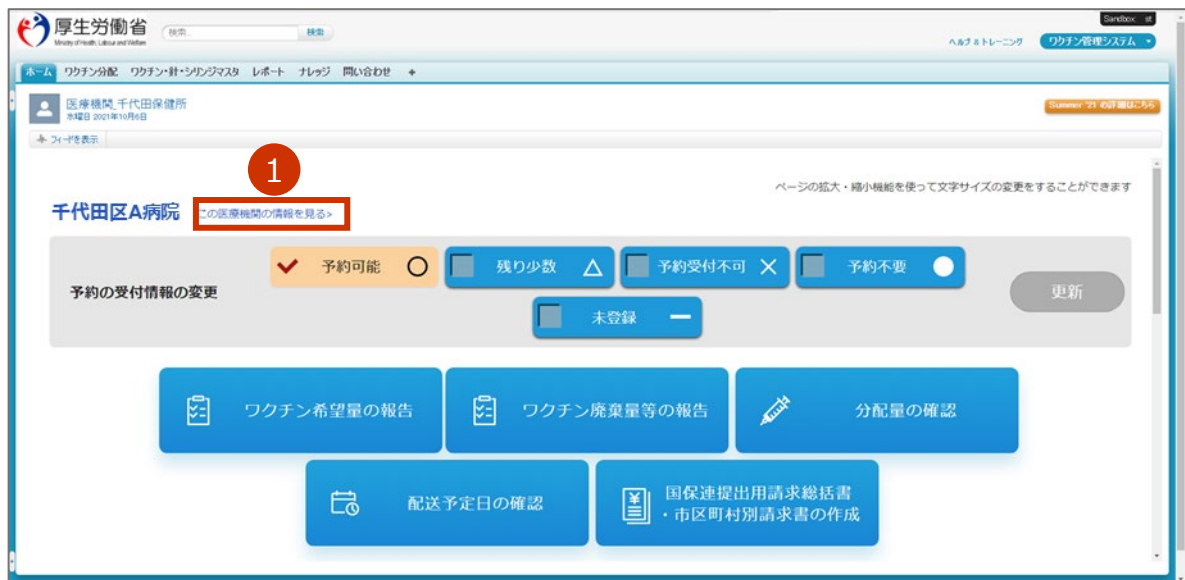 Sandbox: st
厚生労働省
Ministry of Health, Labour and Welfare
検索...
検索
ヘルプ & トレーニング
ワクチン管理システム
ホーム ワクチン分配 ワクチン・針・シリンジマスタ レポート ナレッジ 問い合わせ +
医療機関_千代田保健所
水曜日 2021年10月6日
Summer '21 の詳細はこちら
フィードを表示
1
ページの拡大・縮小機能を使って文字サイズの変更をすることができます
千代田区A病院 この医療機関の情報を見る>
予約の受付情報の変更
予約可能 ○
残り少数 △
予約受付不可 ×
予約不要 ●
未登録 ー
更新
ワクチン希望量の報告
ワクチン廃棄量等の報告
分配量の確認
配送予定日の確認
国保連提出用請求総括書
・市区町村別請求書の作成